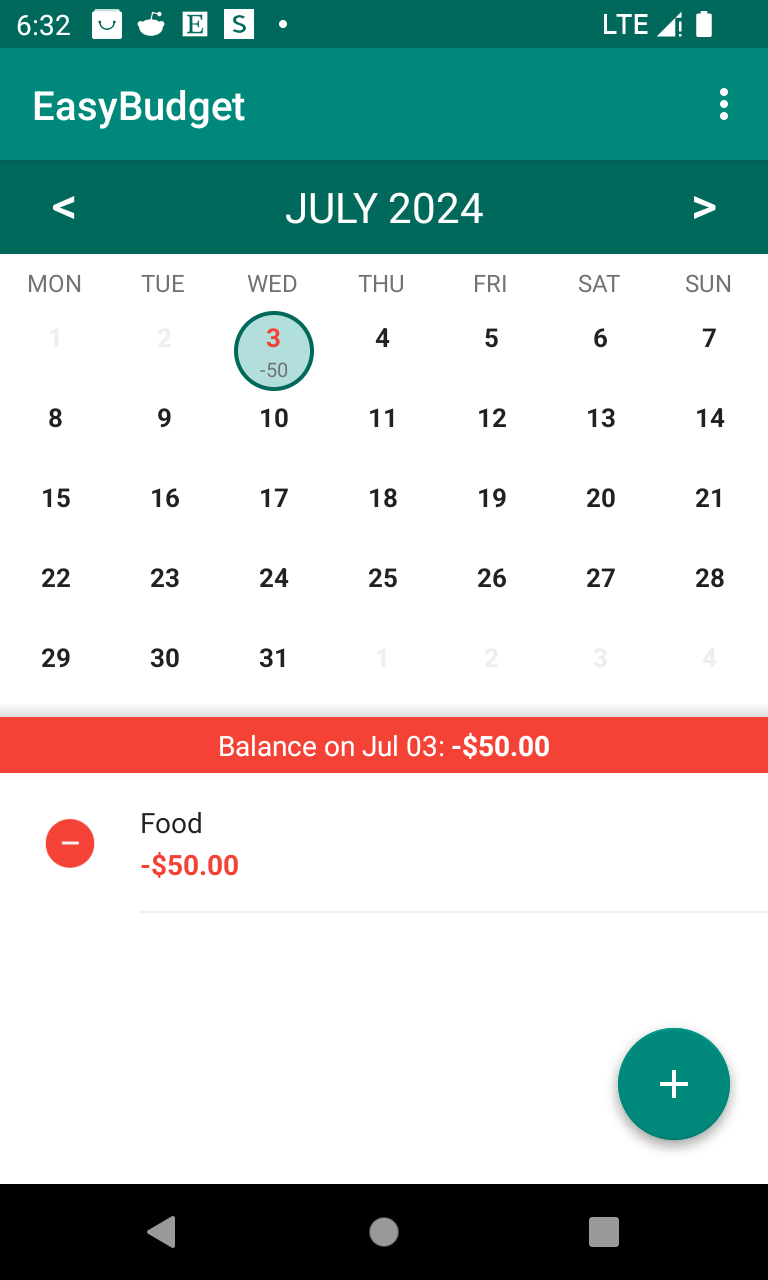 6:32 E S LTE
EasyBudget
< JULY 2024 >
MON TUE WED THU FRI SAT SUN
1 2 3 4 5 6 7
-50
8 9 10 11 12 13 14
15 16 17 18 19 20 21
22 23 24 25 26 27 28
29 30 31 1 2 3 4
Balance on Jul 03: -$50.00
Food
-$50.00
+